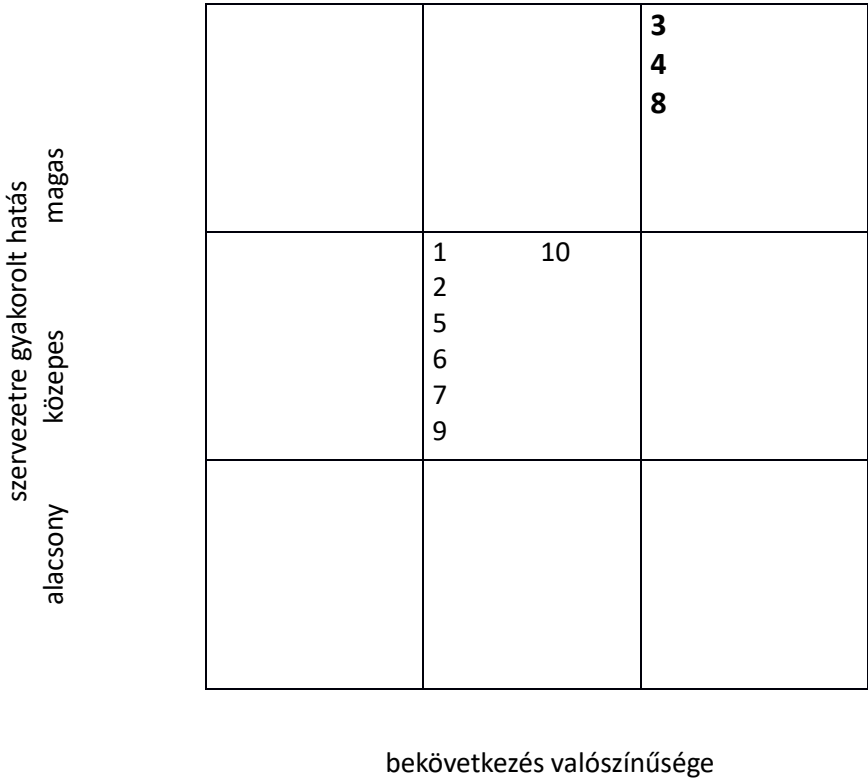 szervezetre gyakorolt hatás
magas
közepes
alacsony
3
4
8
1 10
2
5
6
7
9
bekövetkezés valószínűsége